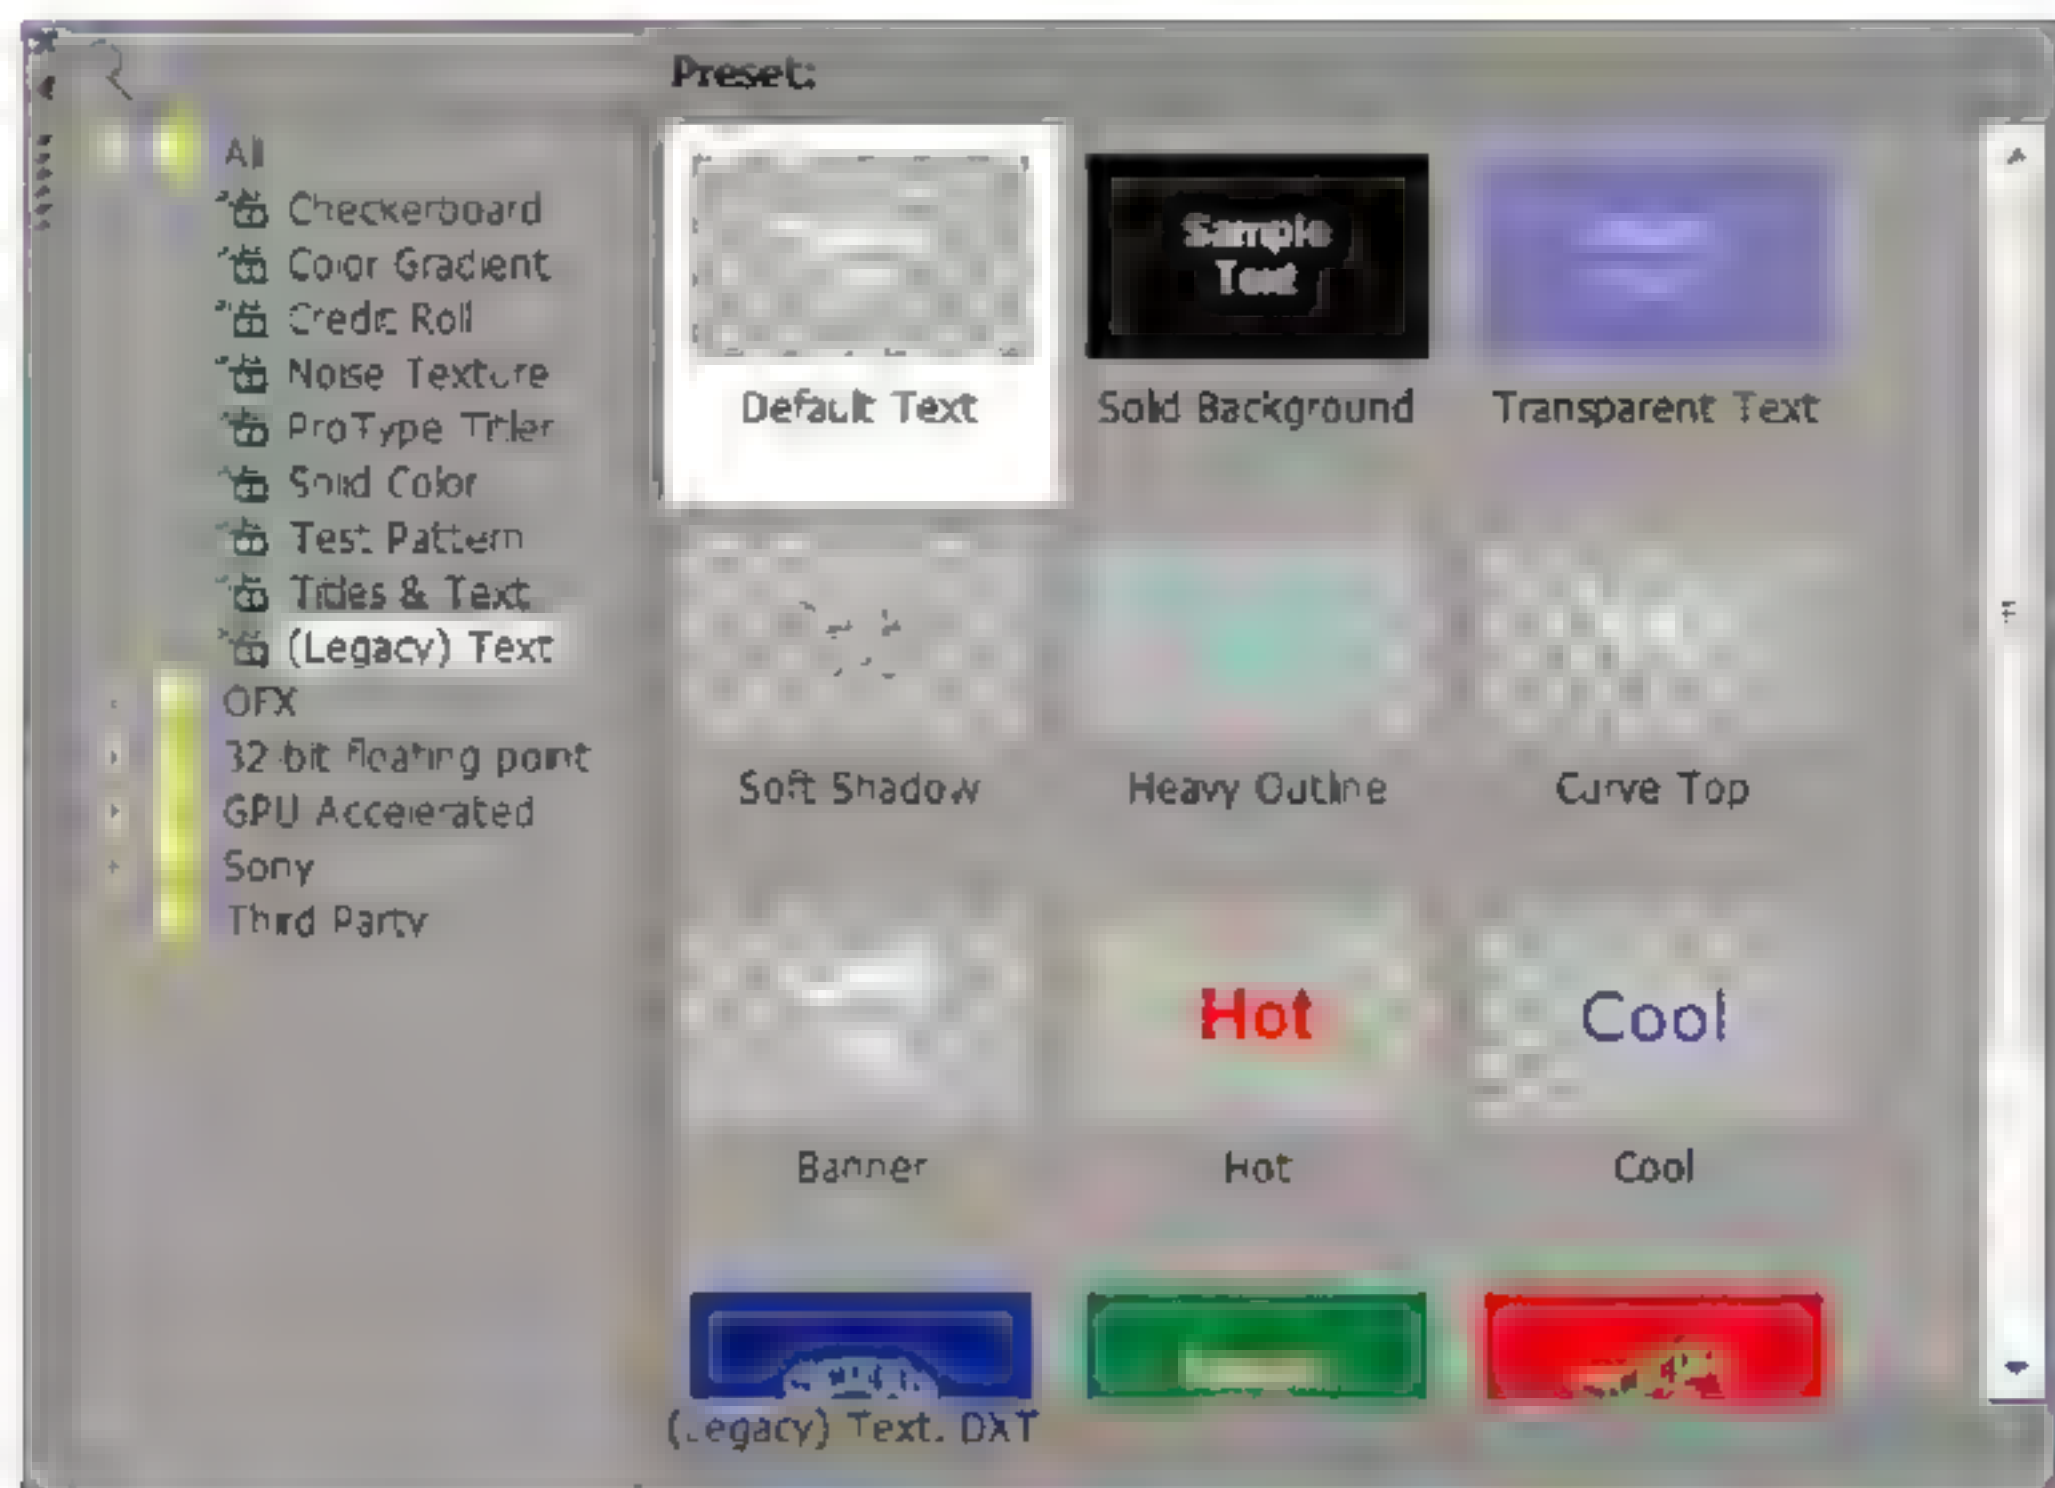 Preset:
All
Checkerboard
Color Gradient
Credit Roll
Noise Texture
ProType Titler
Solid Color
Test Pattern
Titles & Text
(Legacy) Text
OFX
32-bit floating point
GPU Accelerated
Sony
Third Party
Sample
Text
Default Text
Solid Background
Transparent Text
Soft Shadow
Heavy Outline
Curve Top
Hot
Cool
Banner
Hot
Cool
(Legacy) Text. DXT